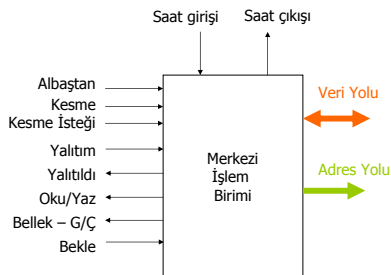 Saat girişi
Saat çıkışı
Albaştan
Kesme
Kesme İsteği
Yalıtım
Yalıtıldı
Oku/Yaz
Bellek – G/Ç
Bekle
Merkezi
İşlem
Birimi
Veri Yolu
Adres Yolu